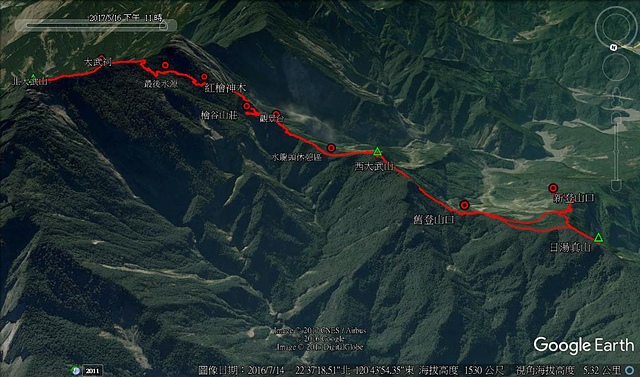 2017/5/16 下午 11時
N
大武祠
北大武山
最後水源
紅檜神木
檜谷山莊
觀景台
水龍頭休憩區
西大武山
新登山口
舊登山口
日湯真山
Image © 2017 CNES / Airbus
© 2016 Google
Image © 2017 DigitalGlobe
Google Earth
2011
圖像日期：2016/7/14 22°37'18.51"北 120°43'54.35"東 海拔高度 1530 公尺 視角海拔高度 5.32 公里